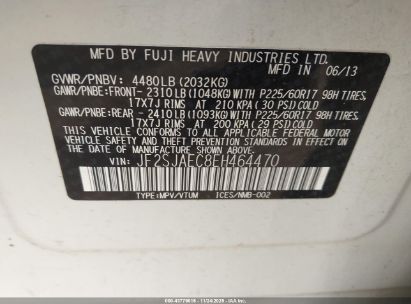 MFD BY FUJI HEAVY INDUSTRIES LTD.
MFD IN 06/13
GVWR/PNBV: 4480LB (2032KG)
GAWR/PNBE:FRONT-2310LB (1048KG) WITH P225/60R17 98H TIRES,
17X7J RIMS AT 210 KPA (30 PSI) COLD
GAWR/PNBE: REAR - 2410LB (1093KG) WITH P225/60R17 98H TIRES,
17X7J RIMS AT 200 KPA (29 PSI) COLD
THIS VEHICLE CONFORMS TO ALL APPLICABLE FEDERAL MOTOR
VEHICLE SAFETY, BUMPER, AND THEFT PREVENTION STANDARDS
IN EFFECT ON THE DATE OF MANUFACTURE SHOWN ABOVE.
VIN: JF2SJAEC8EH464470
TYPE:MPV/VTUM ICES/NMB-002